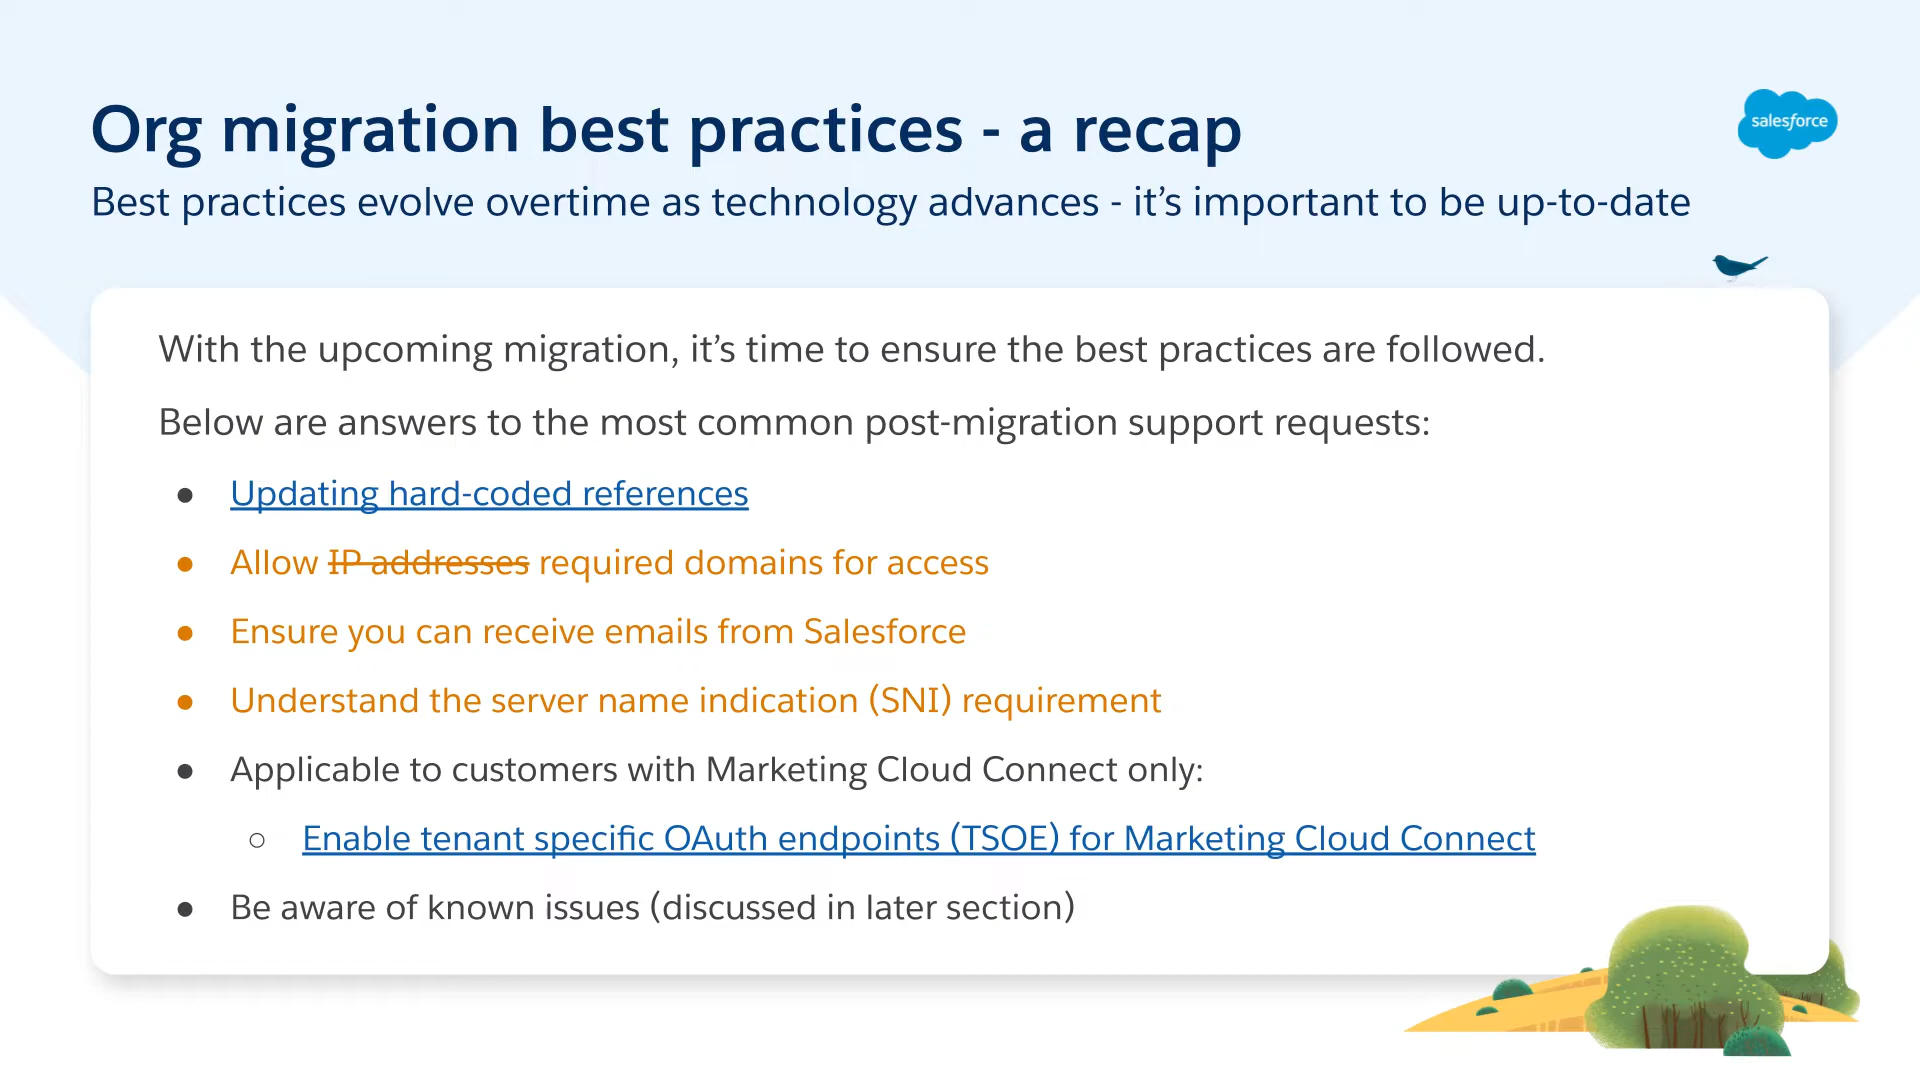 Org migration best practices - a recap
salesforce
Best practices evolve overtime as technology advances - it’s important to be up-to-date
With the upcoming migration, it’s time to ensure the best practices are followed.
Below are answers to the most common post-migration support requests:
● Updating hard-coded references
● Allow IP addresses required domains for access
● Ensure you can receive emails from Salesforce
● Understand the server name indication (SNI) requirement
● Applicable to customers with Marketing Cloud Connect only:
○ Enable tenant specific OAuth endpoints (TSOE) for Marketing Cloud Connect
● Be aware of known issues (discussed in later section)